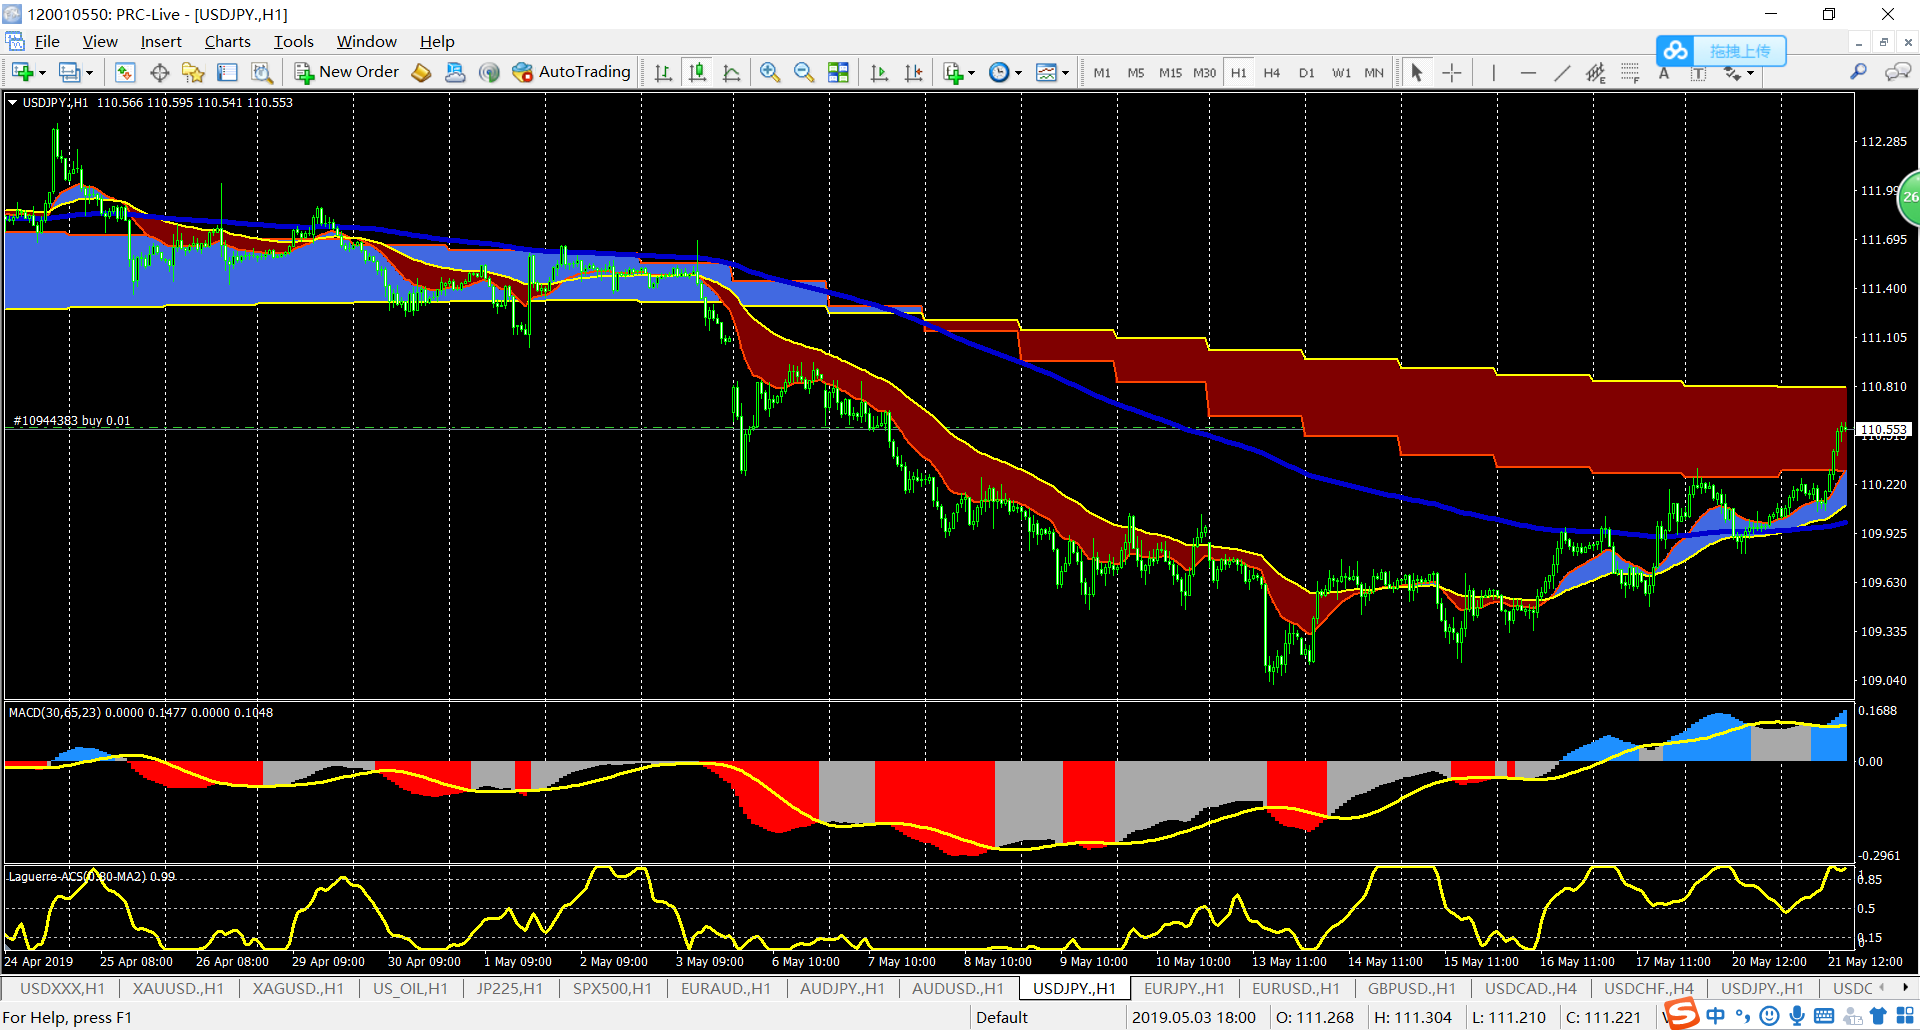 120010550: PRC-Live - [USDJPY.,H1]
File View Insert Charts Tools Window Help
拖拽上传
New Order AutoTrading M1 M5 M15 M30 H1 H4 D1 W1 MN
USDJPY.,H1 110.566 110.595 110.541 110.553
112.285
111.99
26
111.695
111.400
111.105
110.810
#10944383 buy 0.01
110.553
110.220
109.925
109.630
109.335
109.040
MACD(30,65,23) 0.0000 0.1477 0.0000 0.1048
0.1688
0.00
-0.2961
Laguerre-ACS(0.80-MA2) 0.99
0.85
0.5
0.15
24 Apr 2019 25 Apr 08:00 26 Apr 08:00 29 Apr 09:00 30 Apr 09:00 1 May 09:00 2 May 09:00 3 May 09:00 6 May 10:00 7 May 10:00 8 May 10:00 9 May 10:00 10 May 10:00 13 May 11:00 14 May 11:00 15 May 11:00 16 May 11:00 17 May 11:00 20 May 12:00 21 May 12:00
USDXXX,H1 XAUUSD.,H1 XAGUSD.,H1 US_OIL,H1 JP225,H1 SPX500,H1 EURAUD.,H1 AUDJPY.,H1 AUDUSD.,H1 USDJPY.,H1 EURJPY.,H1 EURUSD.,H1 GBPUSD.,H1 USDCAD.,H4 USDCHF.,H4 USDJPY.,H1 USDC
For Help, press F1 Default 2019.05.03 18:00 O: 111.268 H: 111.304 L: 111.210 C: 111.221 中